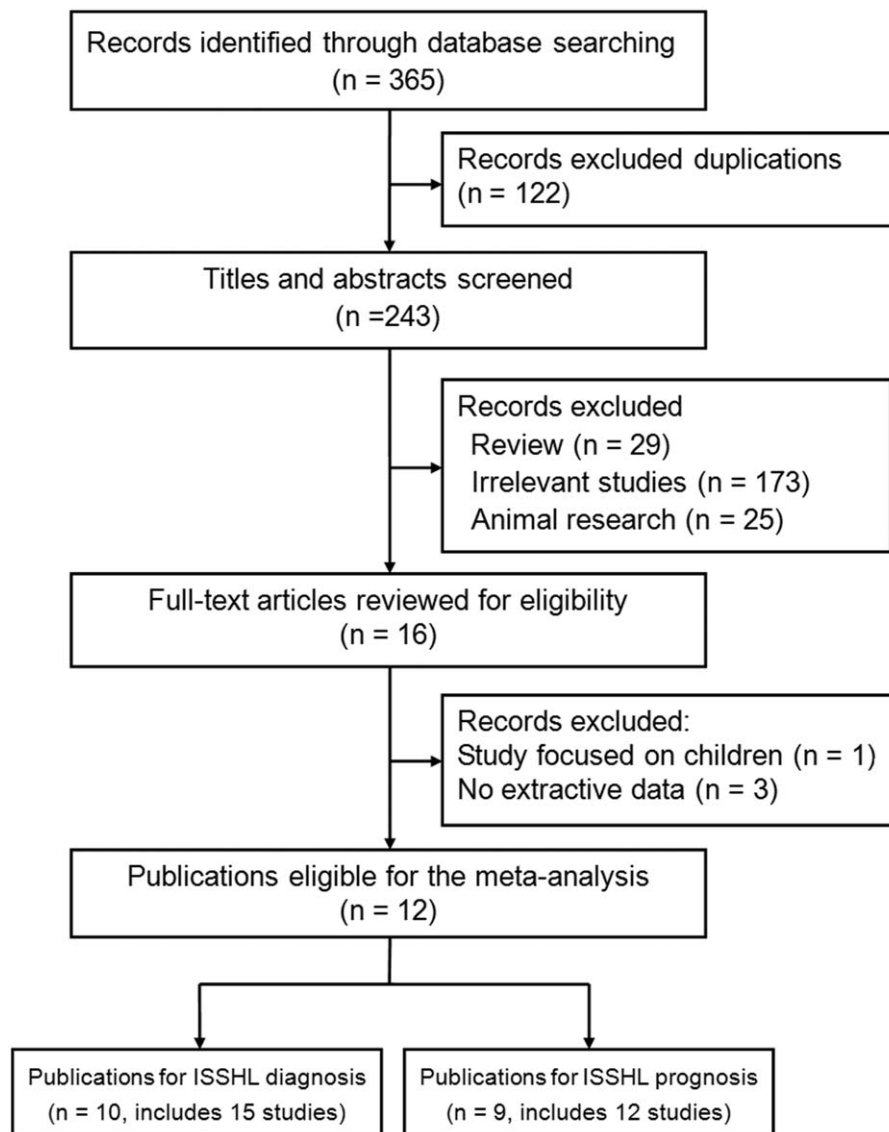 Records identified through database searching
(n = 365)
Records excluded duplications
(n = 122)
Titles and abstracts screened
(n =243)
Records excluded
Review (n = 29)
Irrelevant studies (n = 173)
Animal research (n = 25)
Full-text articles reviewed for eligibility
(n = 16)
Records excluded:
Study focused on children (n = 1)
No extractive data (n = 3)
Publications eligible for the meta-analysis
(n = 12)
Publications for ISSHL diagnosis
(n = 10, includes 15 studies)
Publications for ISSHL prognosis
(n = 9, includes 12 studies)